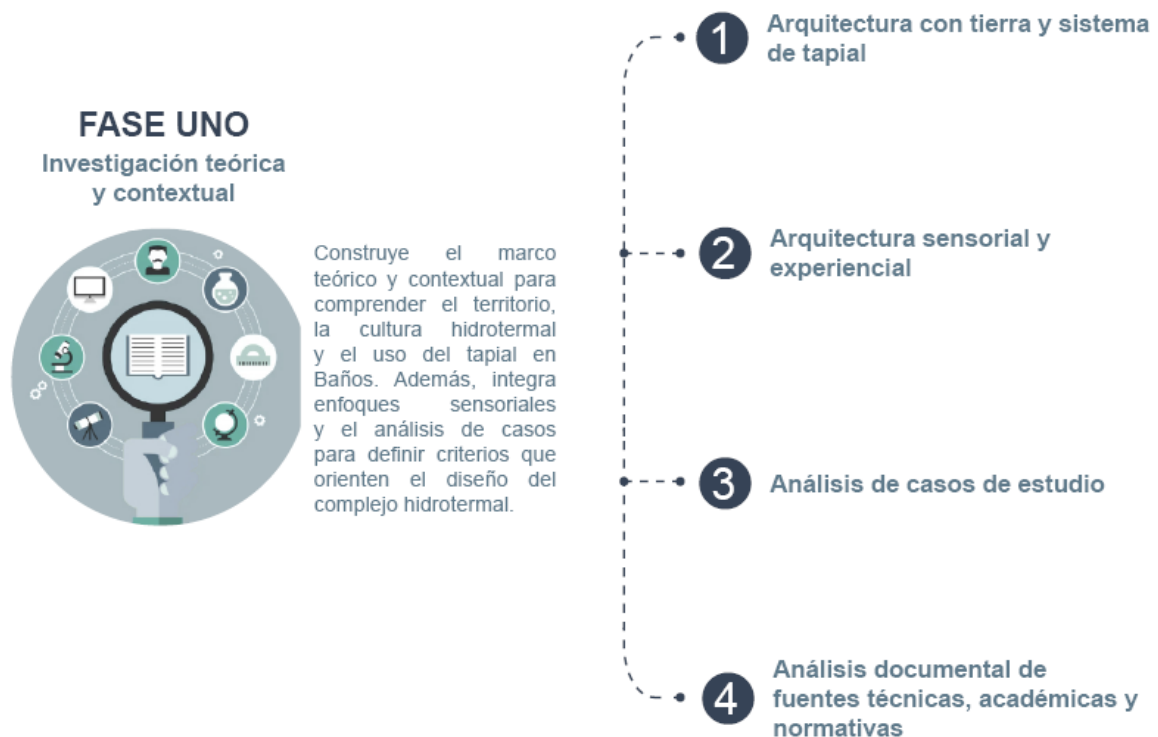 FASE UNO
Investigación teórica
y contextual
Construye el marco
teórico y contextual para
comprender el territorio,
la cultura hidrotermal
y el uso del tapial en
Baños. Además, integra
enfoques sensoriales
y el análisis de casos
para definir criterios que
orienten el diseño del
complejo hidrotermal.
1
Arquitectura con tierra y sistema
de tapial
2
Arquitectura sensorial y
experiencial
3
Análisis de casos de estudio
4
Análisis documental de
fuentes técnicas, académicas y
normativas